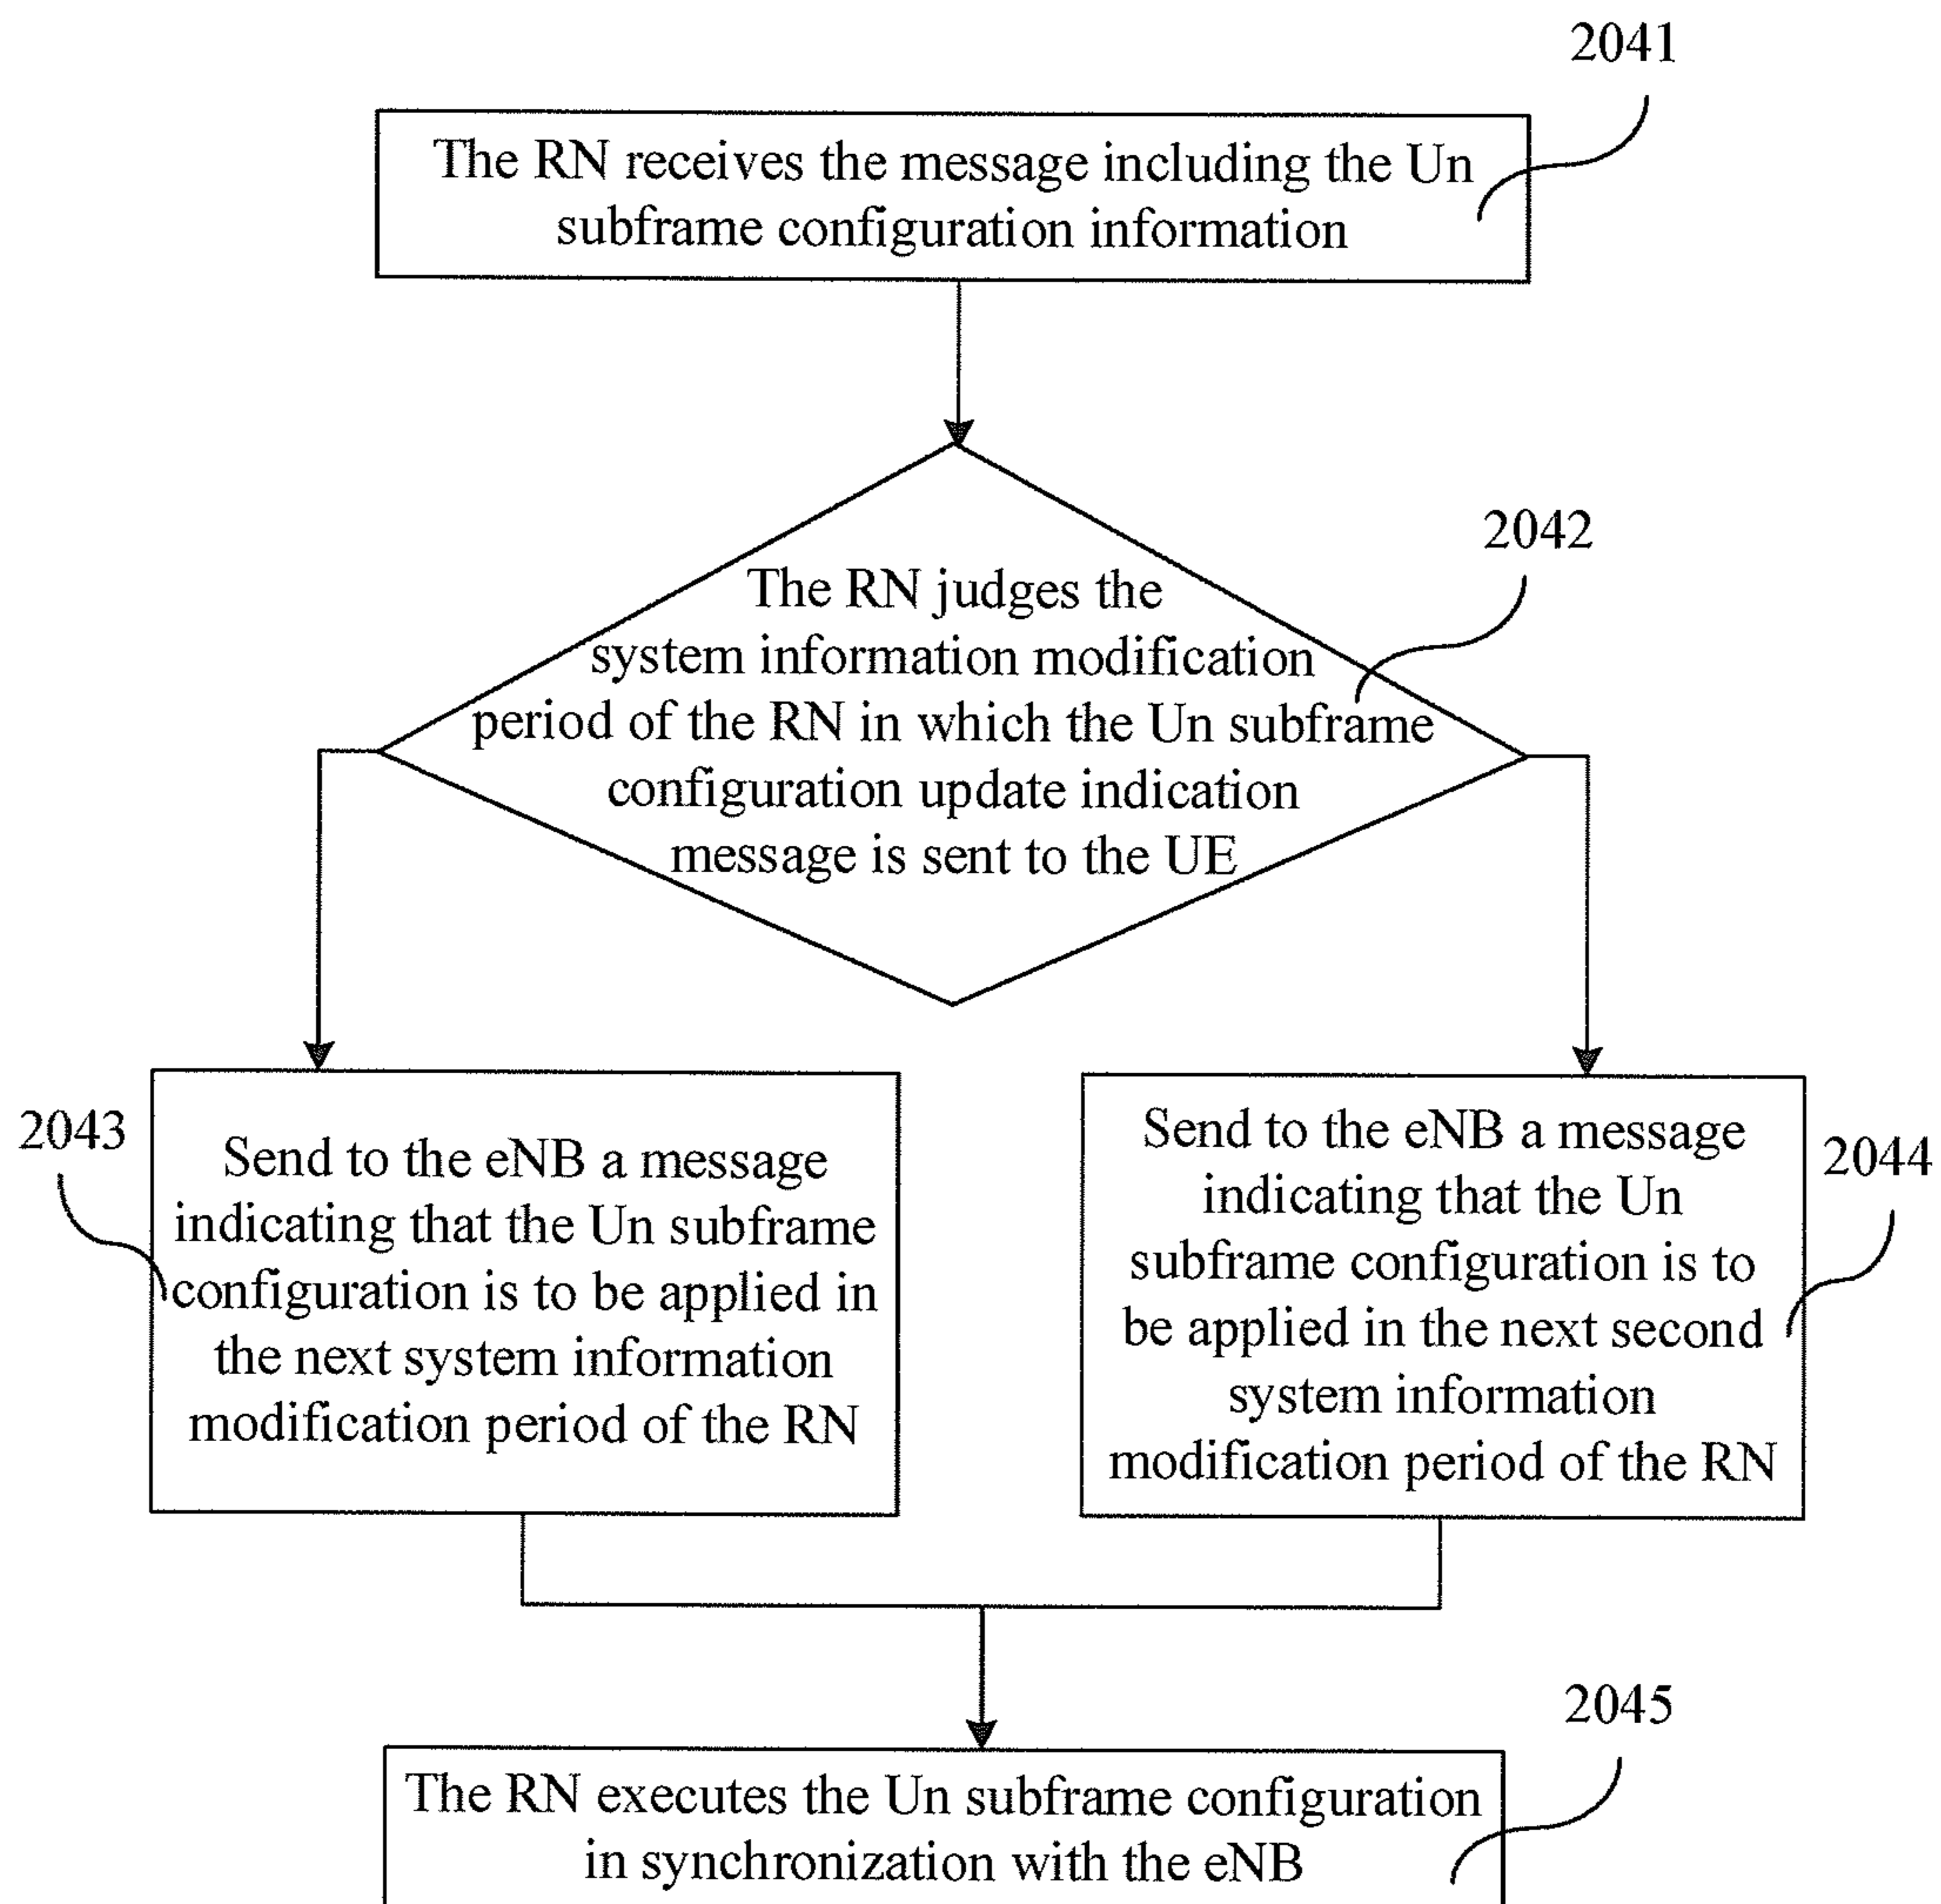 2041
The RN receives the message including the Un
subframe configuration information
2042
The RN judges the
system information modification
period of the RN in which the Un subframe
configuration update indication
message is sent to the UE
2043
Send to the eNB a message
indicating that the Un subframe
configuration is to be applied in
the next system information
modification period of the RN
2044
Send to the eNB a message
indicating that the Un
subframe configuration is to
be applied in the next second
system information
modification period of the RN
2045
The RN executes the Un subframe configuration
in synchronization with the eNB